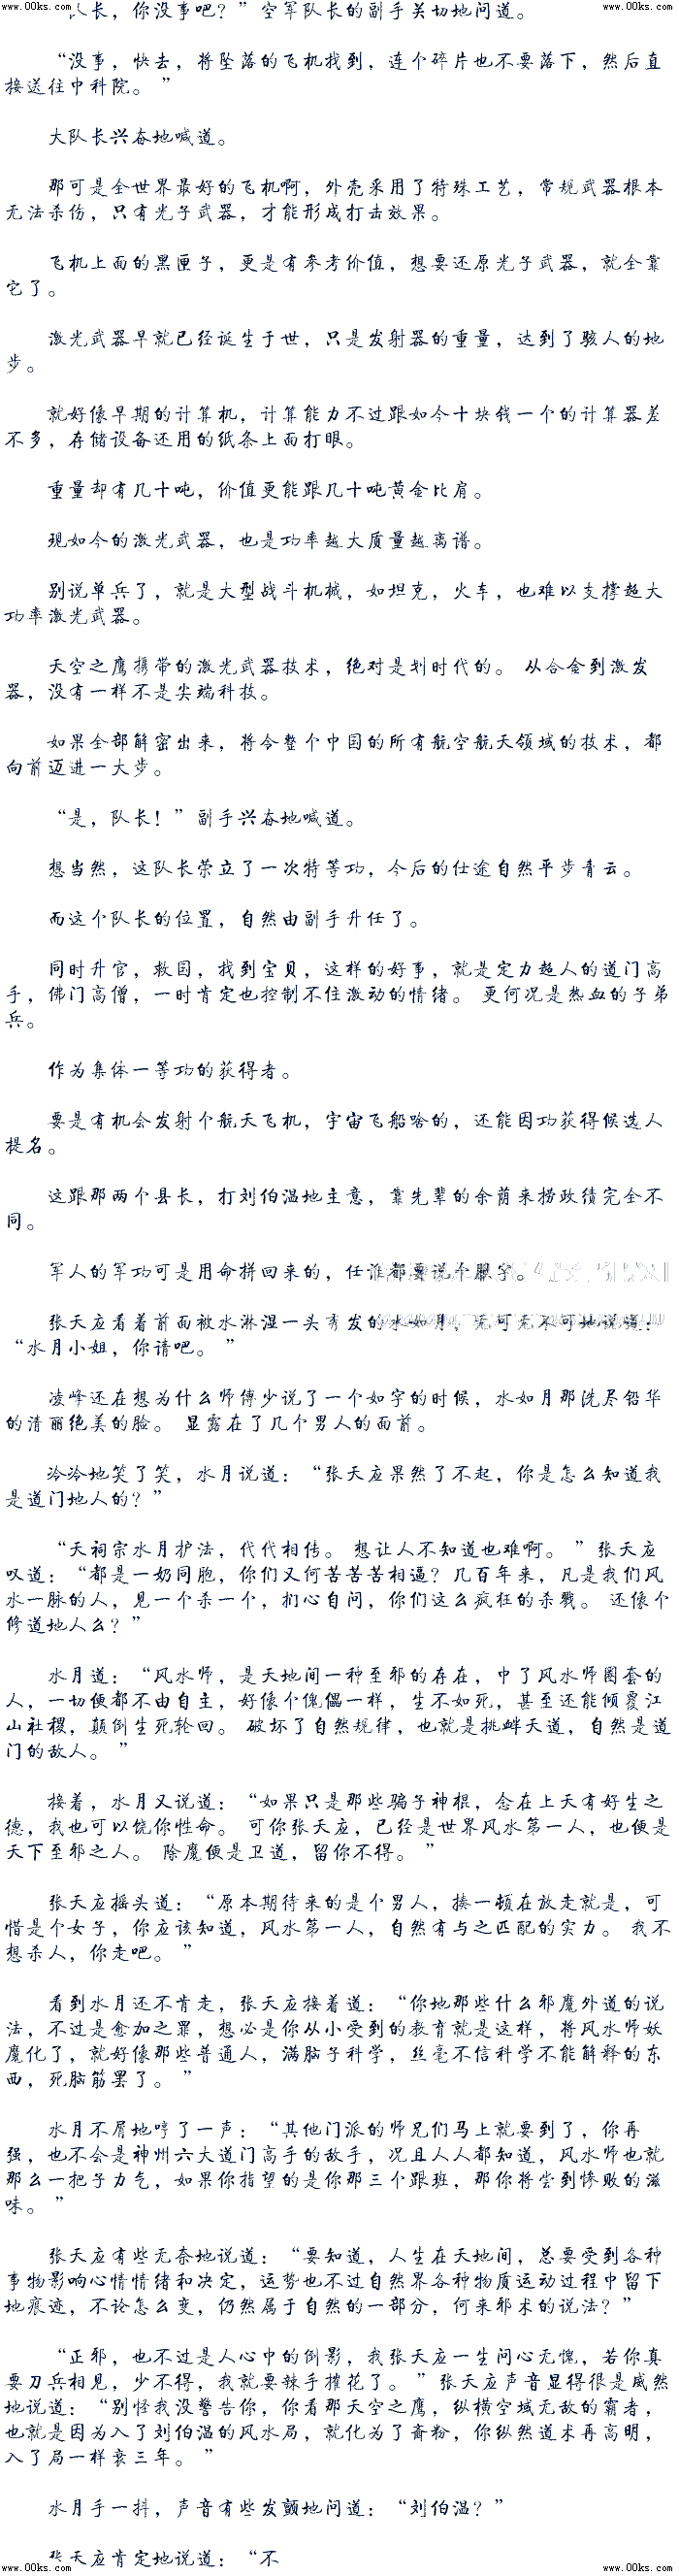 www.00ks.com www.00ks.com
队长，你没事吧？”空军队长的副手关切地问道。
“没事，快去，将坠落的飞机找到，连个碎片也不要落下，然后直
接送往中科院。”
大队长兴奋地喊道。
那可是全世界最好的飞机啊，外壳采用了特殊工艺，常规武器根本
无法杀伤，只有光子武器，才能形成打击效果。
飞机上面的黑匣子，更是有参考价值，想要还原光子武器，就全靠
它了。
激光武器早就已经诞生于世，只是发射器的重量，达到了骇人的地
步。
就好像早期的计算机，计算能力不过跟如今十块钱一个的计算器差
不多，存储设备还用的纸条上面打眼。
重量却有几十吨，价值更能跟几十吨黄金比肩。
现如今的激光武器，也是功率越大质量越离谱。
别说单兵了，就是大型战斗机械，如坦克，火车，也难以支撑超大
功率激光武器。
天空之鹰携带的激光武器技术，绝对是划时代的。 从合金到激发
器，没有一样不是尖端科技。
如果全部解密出来，将令整个中国的所有航空航天领域的技术，都
向前迈进一大步。
“是，队长！”副手兴奋地喊道。
想当然，这队长荣立了一次特等功，今后的仕途自然平步青云。
而这个队长的位置，自然由副手升任了。
同时升官，救国，找到宝贝，这样的好事，就是定力超人的道门高
手，佛门高僧，一时肯定也控制不住激动的情绪。 更何况是热血的子弟
兵。
作为集体一等功的获得者。
要是有机会发射个航天飞机，宇宙飞船啥的，还能因功获得候选人
提名。
这跟那两个县长，打刘伯温地主意，靠先辈的余荫来捞政绩完全不
同。
军人的军功可是用命拼回来的，任谁都要说个服字。
张天应看着前面被水淋湿一头秀发的水如月，无可无不可地说道：
“水月小姐，你请吧。”
凌峰还在想为什么师傅少说了一个如字的时候，水如月那洗尽铅华
的清丽绝美的脸。 显露在了几个男人的面前。
冷冷地笑了笑，水月说道：“张天应果然了不起，你是怎么知道我
是道门地人的？”
“天祠宗水月护法，代代相传。 想让人不知道也难啊。”张天应
叹道：“都是一奶同胞，你们又何苦苦苦相逼？几百年来，凡是我们风
水一脉的人，见一个杀一个，扪心自问，你们这么疯狂的杀戮。 还像个
修道地人么？”
水月道：“风水师，是天地间一种至邪的存在，中了风水师圈套的
人，一切便都不由自主，好像个傀儡一样，生不如死，甚至还能倾覆江
山社稷，颠倒生死轮回。 破坏了自然规律，也就是挑衅天道，自然是道
门的敌人。”
接着，水月又说道：“如果只是那些骗子神棍，念在上天有好生之
德，我也可以饶你性命。 可你张天应，已经是世界风水第一人，也便是
天下至邪之人。 除魔便是卫道，留你不得。”
张天应摇头道：“原本期待来的是个男人，揍一顿在放走就是，可
惜是个女子，你应该知道，风水第一人，自然有与之匹配的实力。 我不
想杀人，你走吧。”
看到水月还不肯走，张天应接着道：“你地那些什么邪魔外道的说
法，不过是愈加之罪，想必是你从小受到的教育就是这样，将风水师妖
魔化了，就好像那些普通人，满脑子科学，丝毫不信科学不能解释的东
西，死脑筋罢了。”
水月不屑地哼了一声：“其他门派的师兄们马上就要到了，你再
强，也不会是神州六大道门高手的敌手，况且人人都知道，风水师也就
那么一把子力气，如果你指望的是你那三个跟班，那你将尝到惨败的滋
味。”
张天应有些无奈地说道：“要知道，人生在天地间，总要受到各种
事物影响心情情绪和决定，运势也不过自然界各种物质运动过程中留下
地痕迹，不论怎么变，仍然属于自然的一部分，何来邪术的说法？”
“正邪，也不过是人心中的倒影，我张天应一生问心无愧，若你真
要刀兵相见，少不得，我就要辣手摧花了。”张天应声音显得很是威然
地说道：“别怪我没警告你，你看那天空之鹰，纵横空域无敌的霸者，
也就是因为入了刘伯温的风水局，就化为了齑粉，你纵然道术再高明，
入了局一样衰三年。”
水月手一抖，声音有些发颤地问道：“刘伯温？”
张天应肯定地说道：“不
www.00ks.com www.00ks.com